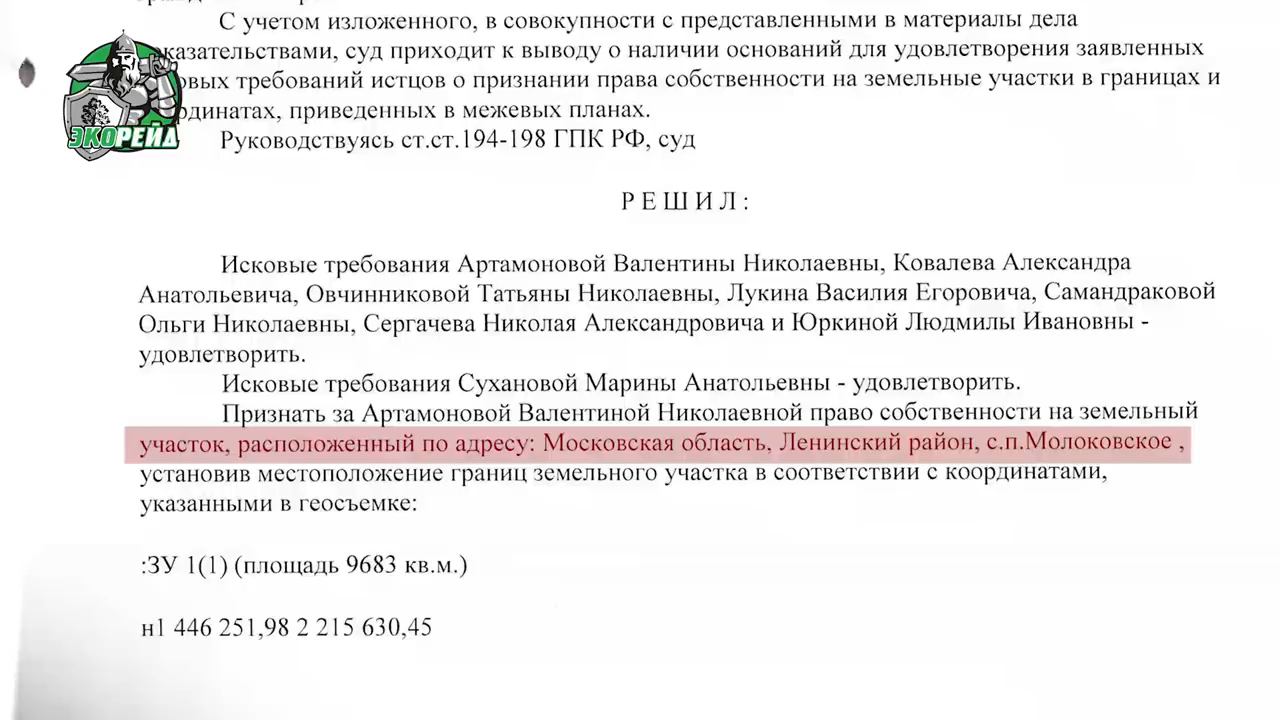 С учетом изложенного, в совокупности с представленными в материалы дела
казательствами, суд приходит к выводу о наличии оснований для удовлетворения заявленных
овых требований истцов о признании права собственности на земельные участки в границах и
рдинатах, приведенных в межевых планах.
ЭКОРЕЙД
Руководствуясь ст.ст.194-198 ГПК РФ, суд
Р Е Ш И Л :
Исковые требования Артамоновой Валентины Николаевны, Ковалева Александра
Анатольевича, Овчинниковой Татьяны Николаевны, Лукина Василия Егоровича, Самандраковой
Ольги Николаевны, Сергачева Николая Александровича и Юркиной Людмилы Ивановны -
удовлетворить.
Исковые требования Сухановой Марины Анатольевны - удовлетворить.
Признать за Артамоновой Валентиной Николаевной право собственности на земельный
участок, расположенный по адресу: Московская область, Ленинский район, с.п.Молоковское ,
установив местоположение границ земельного участка в соответствии с координатами,
указанными в геосъемке:
:ЗУ 1(1) (площадь 9683 кв.м.)
н1 446 251,98 2 215 630,45